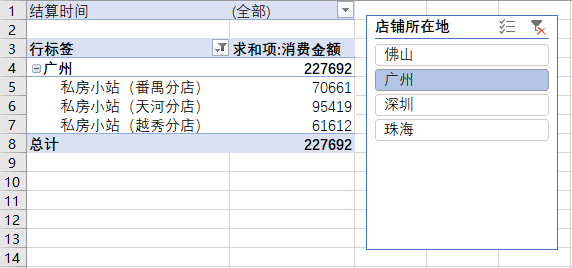 1 结算时间 (全部)
2
3 行标签 求和项:消费金额
4 广州 227692
5 私房小站（番禺分店） 70661
6 私房小站（天河分店） 95419
7 私房小站（越秀分店） 61612
8 总计 227692
9
10
11
12
13
14
店铺所在地
佛山
广州
深圳
珠海